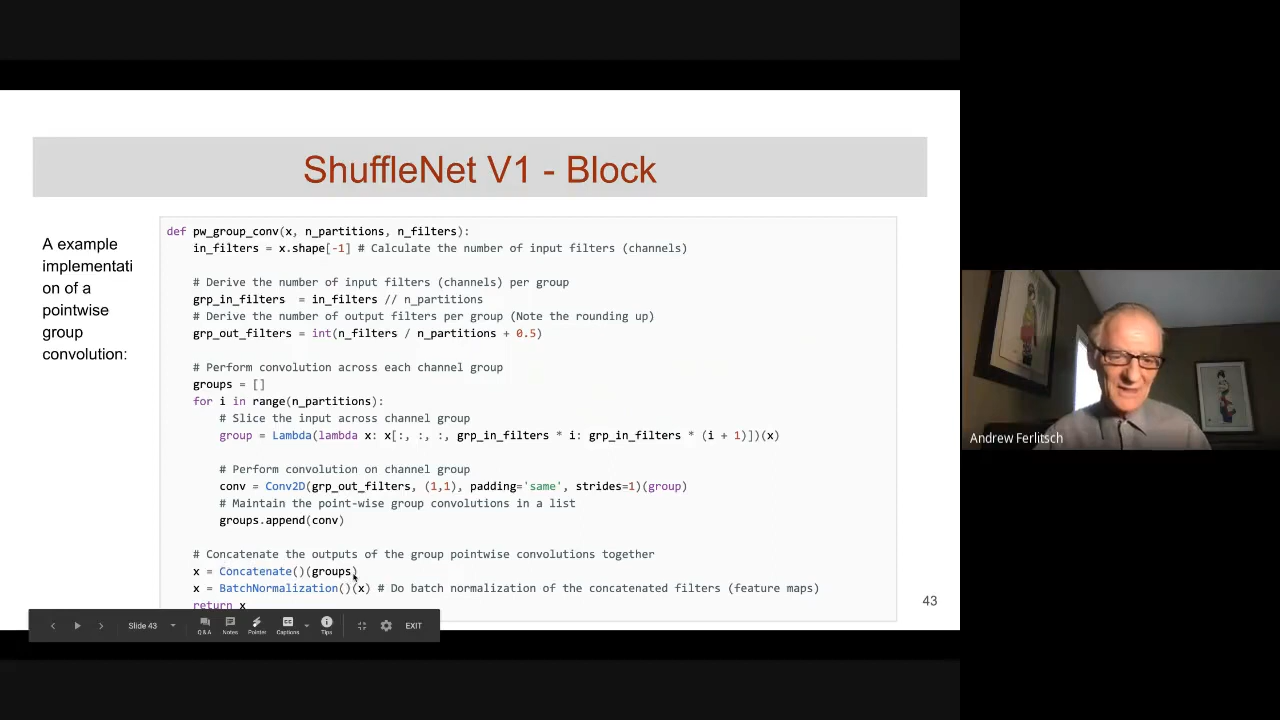 ShuffleNet V1 - Block
A example
implementati
on of a
pointwise
group
convolution:
def pw_group_conv(x, n_partitions, n_filters):
    in_filters = x.shape[-1] # Calculate the number of input filters (channels)
    # Derive the number of input filters (channels) per group
    grp_in_filters  = in_filters // n_partitions
    # Derive the number of output filters per group (Note the rounding up)
    grp_out_filters = int(n_filters / n_partitions + 0.5)
    # Perform convolution across each channel group
    groups = []
    for i in range(n_partitions):
        # Slice the input across channel group
        group = Lambda(lambda x: x[:, :, :, grp_in_filters * i: grp_in_filters * (i + 1)])(x)
        # Perform convolution on channel group
        conv = Conv2D(grp_out_filters, (1,1), padding='same', strides=1)(group)
        # Maintain the point-wise group convolutions in a list
        groups.append(conv)
    # Concatenate the outputs of the group pointwise convolutions together
    x = Concatenate()(groups)
    x = BatchNormalization()(x) # Do batch normalization of the concatenated filters (feature maps)
    return x
43
Slide 43
Q & A
Notes
Pointer
Captions
Tips
EXIT
Andrew Ferlitsch